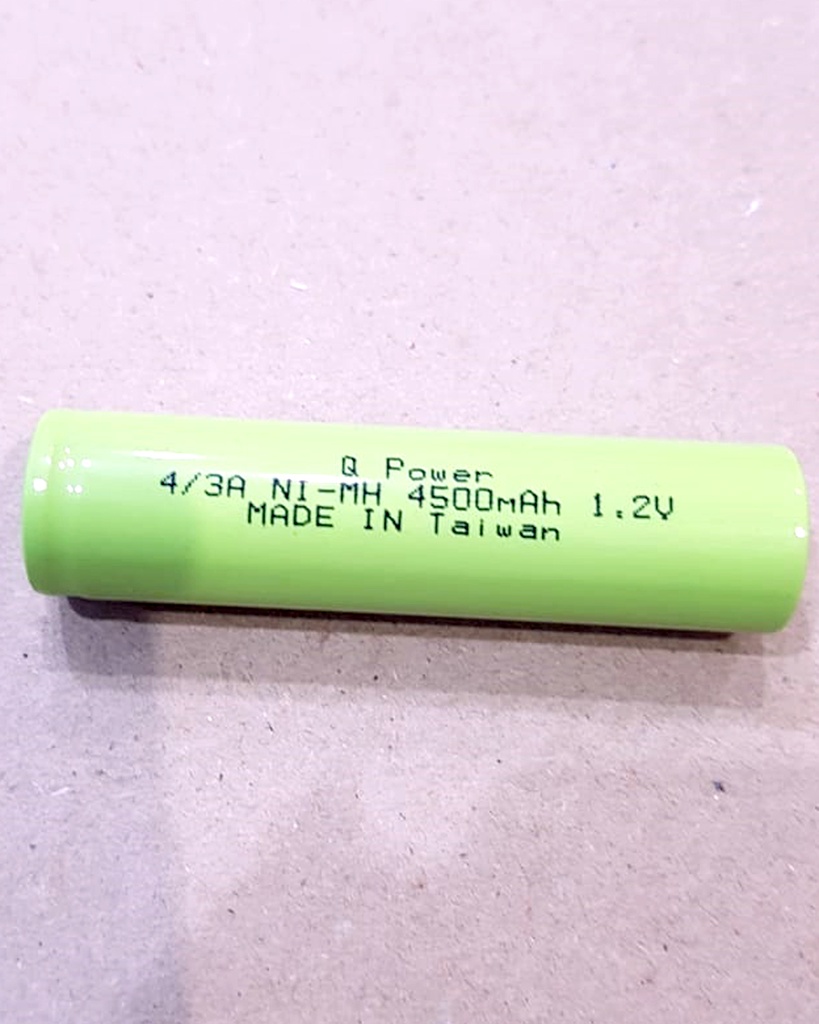 Q Power
4/3A NI-MH 4500mAh 1.2V
MADE IN Taiwan